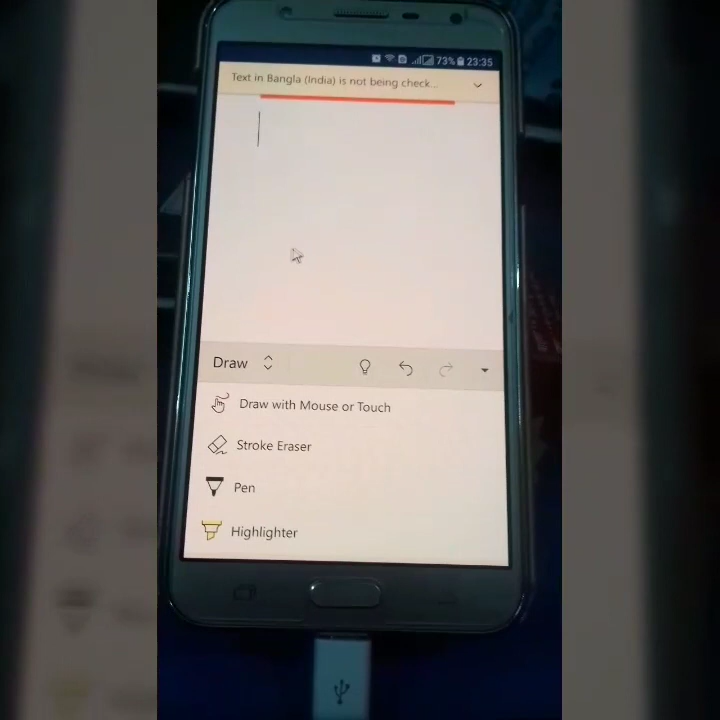 73% 23:35
Text in Bangla (India) is not being check...
Draw
Draw with Mouse or Touch
Stroke Eraser
Pen
Highlighter